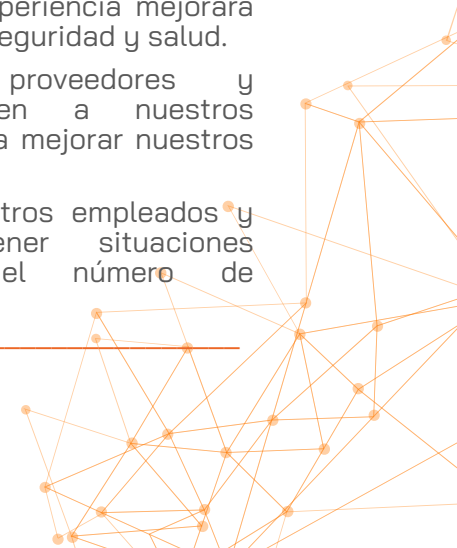 periencia mejorará
eguridad y salud.
proveedores y
en a nuestros
a mejorar nuestros
tros empleados y
ener situaciones
el número de